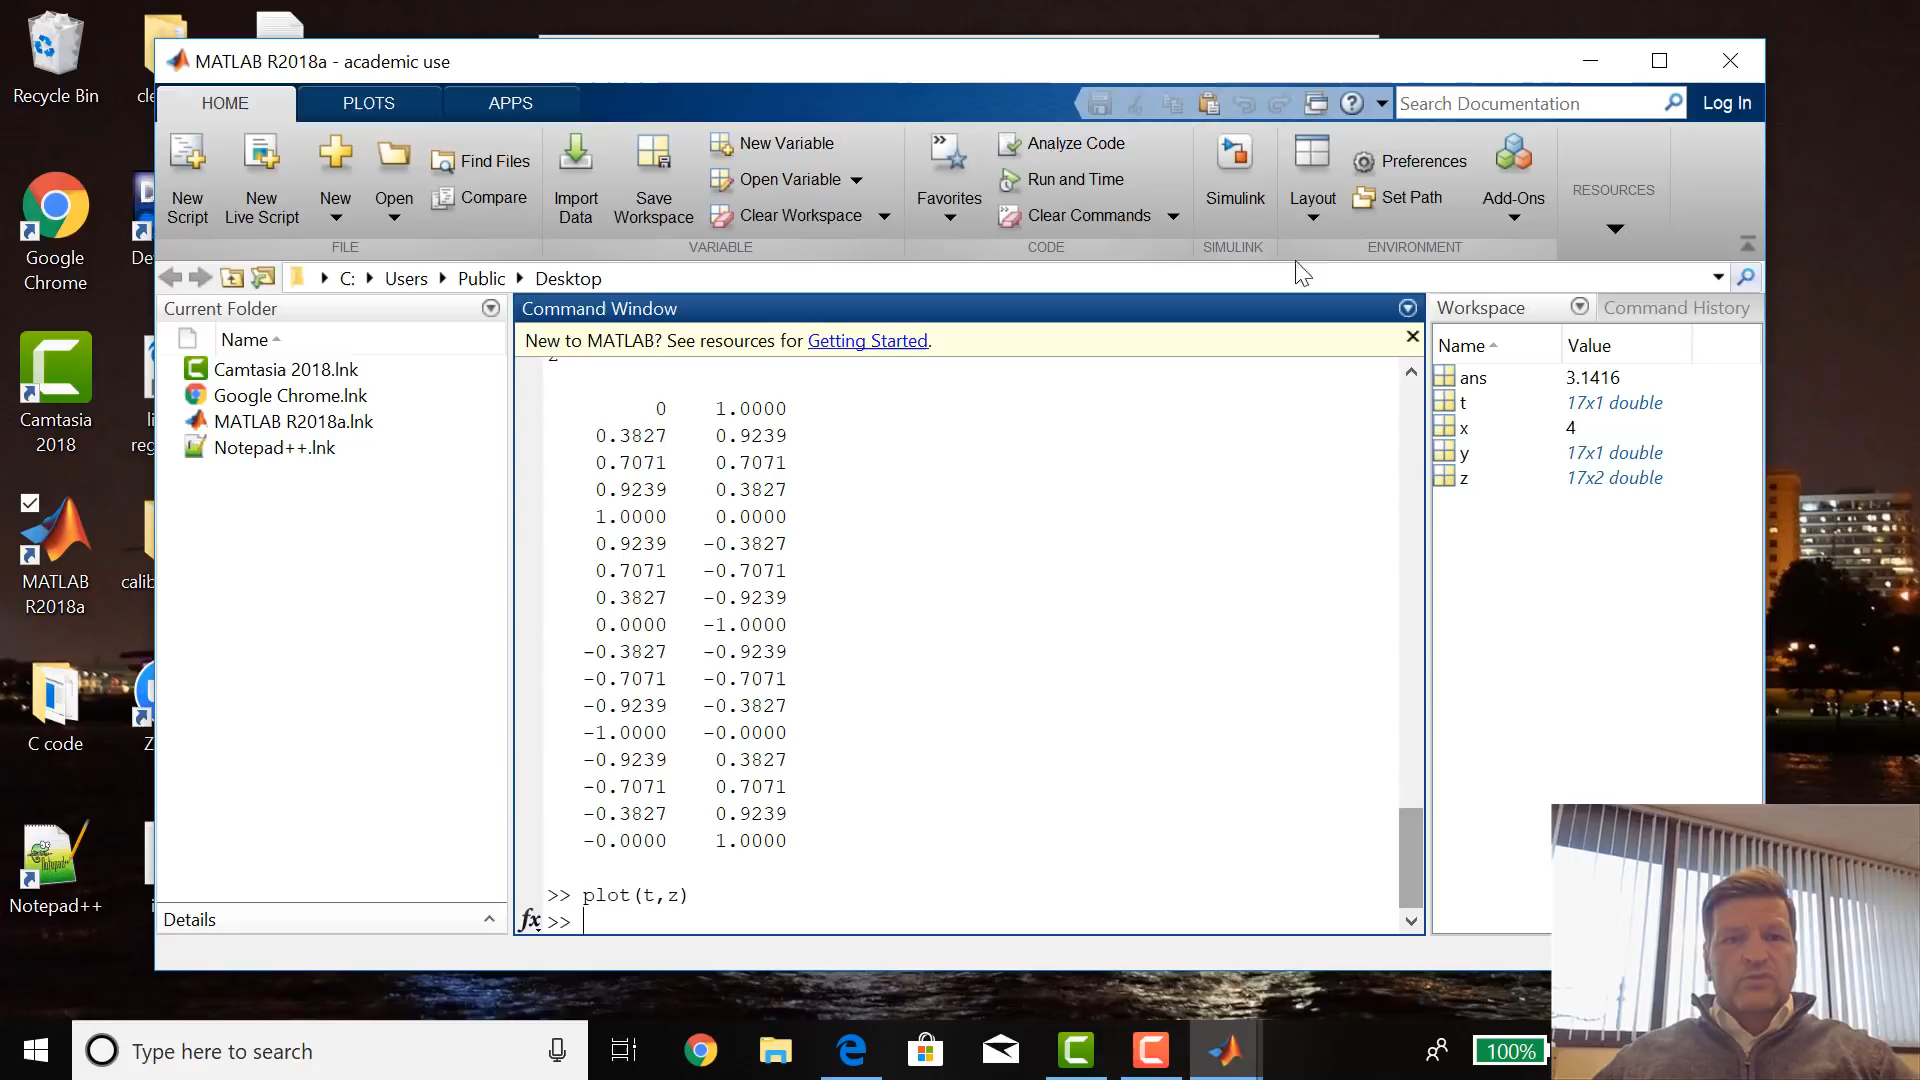 Recycle Bin
cle
MATLAB R2018a - academic use
HOME
PLOTS
APPS
Search Documentation
Log In
New Script
New Live Script
New
Open
Find Files
Compare
Import Data
Save Workspace
New Variable
Open Variable
Clear Workspace
Favorites
Analyze Code
Run and Time
Clear Commands
Simulink
Layout
Preferences
Set Path
Add-Ons
RESOURCES
FILE
VARIABLE
CODE
SIMULINK
ENVIRONMENT
C:
Users
Public
Desktop
Google Chrome
De
Camtasia 2018
reg
MATLAB R2018a
calib
C code
Z
Notepad++
Current Folder
Name
Camtasia 2018.lnk
Google Chrome.lnk
MATLAB R2018a.lnk
Notepad++.lnk
Details
Command Window
New to MATLAB? See resources for Getting Started.
0 1.0000
0.3827 0.9239
0.7071 0.7071
0.9239 0.3827
1.0000 0.0000
0.9239 -0.3827
0.7071 -0.7071
0.3827 -0.9239
0.0000 -1.0000
-0.3827 -0.9239
-0.7071 -0.7071
-0.9239 -0.3827
-1.0000 -0.0000
-0.9239 0.3827
-0.7071 0.7071
-0.3827 0.9239
-0.0000 1.0000
>> plot(t,z)
fx >>
Workspace
Command History
Name Value
ans 3.1416
t 17x1 double
x 4
y 17x1 double
z 17x2 double
Type here to search
100%